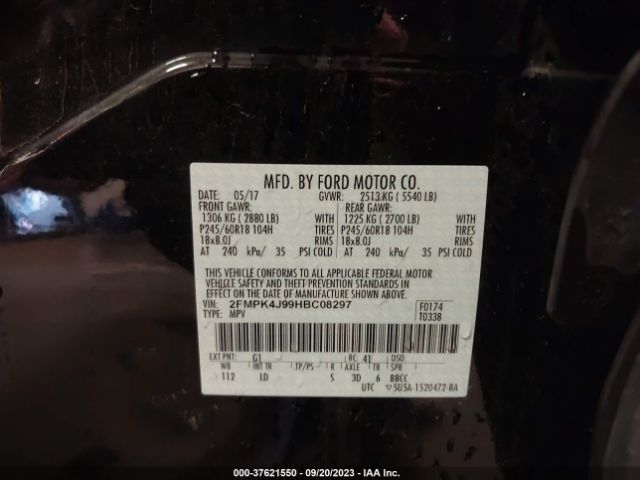 MFD. BY FORD MOTOR CO.
DATE: 05/17 GVWR: 2513 KG ( 5540 LB)
FRONT GAWR: REAR GAWR:
1306 KG (2880 LB) WITH 1225 KG ( 2700 LB) WITH
P245/60R18 104H TIRES P245/60R18 104H TIRES
18x8.0J RIMS 18x8.0J RIMS
AT 240 kPa/ 35 PSI COLD AT 240 kPa/ 35 PSI COLD
THIS VEHICLE CONFORMS TO ALL APPLICABLE FEDERAL MOTOR
VEHICLE SAFETY AND THEFT PREVENTION STANDARDS IN
EFFECT ON THE DATE OF MANUFACTURE SHOWN ABOVE.
VIN: 2FMPK4J99HBC08297 F0174
TYPE: MPV T0338
EXT PNT: G1 RC: 41 DSO:
WB INT TR TP/PS R AXLE TR SPR
112 LD S 3D 6 BBCC
UTC 5U5A-1520472-BA
000-37621550 - 09/20/2023 - IAA Inc.